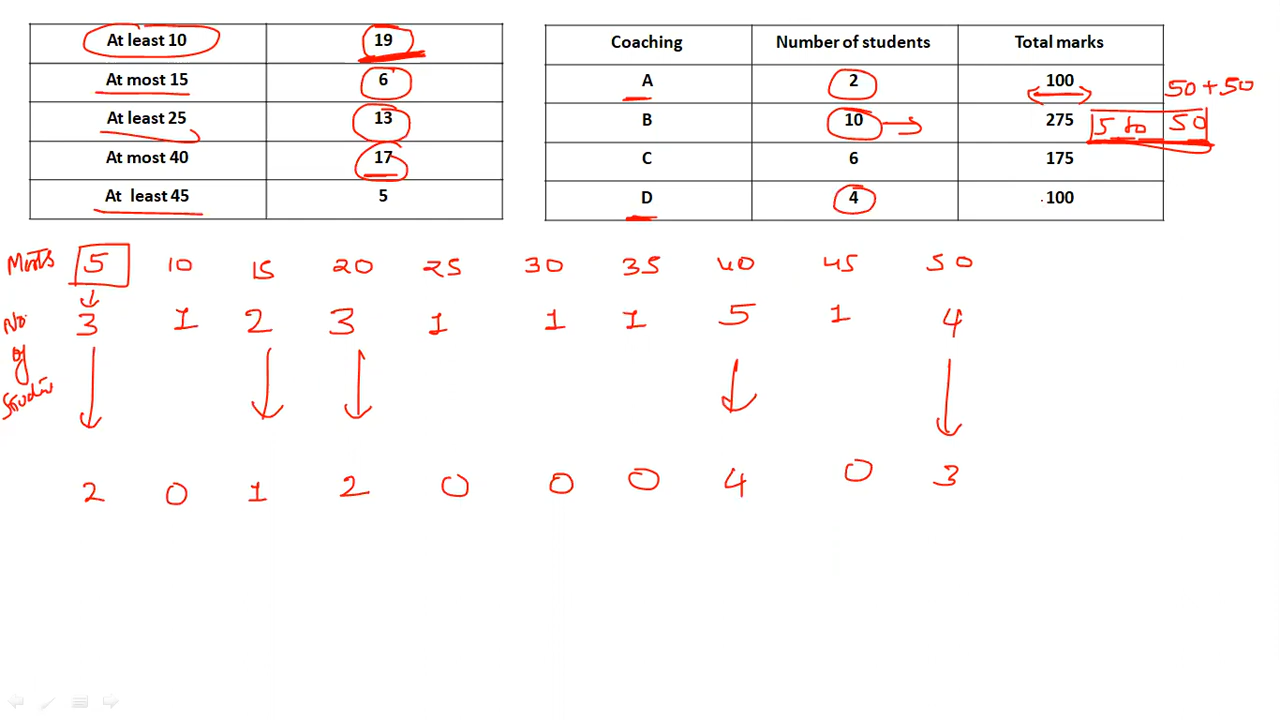 At least 10 19
At most 15 6
At least 25 13
At most 40 17
At least 45 5
Coaching Number of students Total marks
A 2 100 50+50
B 10 275 5 to 50
C 6 175
D 4 100
Marks 5 10 15 20 25 30 35 40 45 50
No. 3 1 2 3 1 1 1 5 1 4
of
2 0 1 2 0 0 0 4 0 3